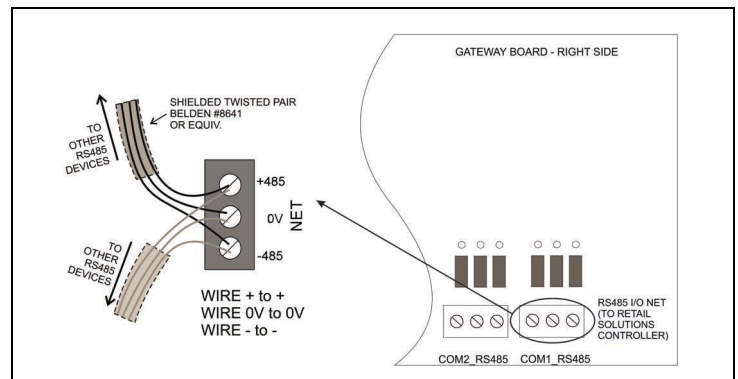 GATEWAY BOARD - RIGHT SIDE
SHIELDED TWISTED PAIR
BELDEN #8641
OR EQUIV.
TO
OTHER
RS485
DEVICES
+485
0V
-485
NET
TO
OTHER
RS485
DEVICES
WIRE + to +
WIRE 0V to 0V
WIRE - to -
RS485 I/O NET
(TO RETAIL
SOLUTIONS
CONTROLLER)
COM2_RS485
COM1_RS485